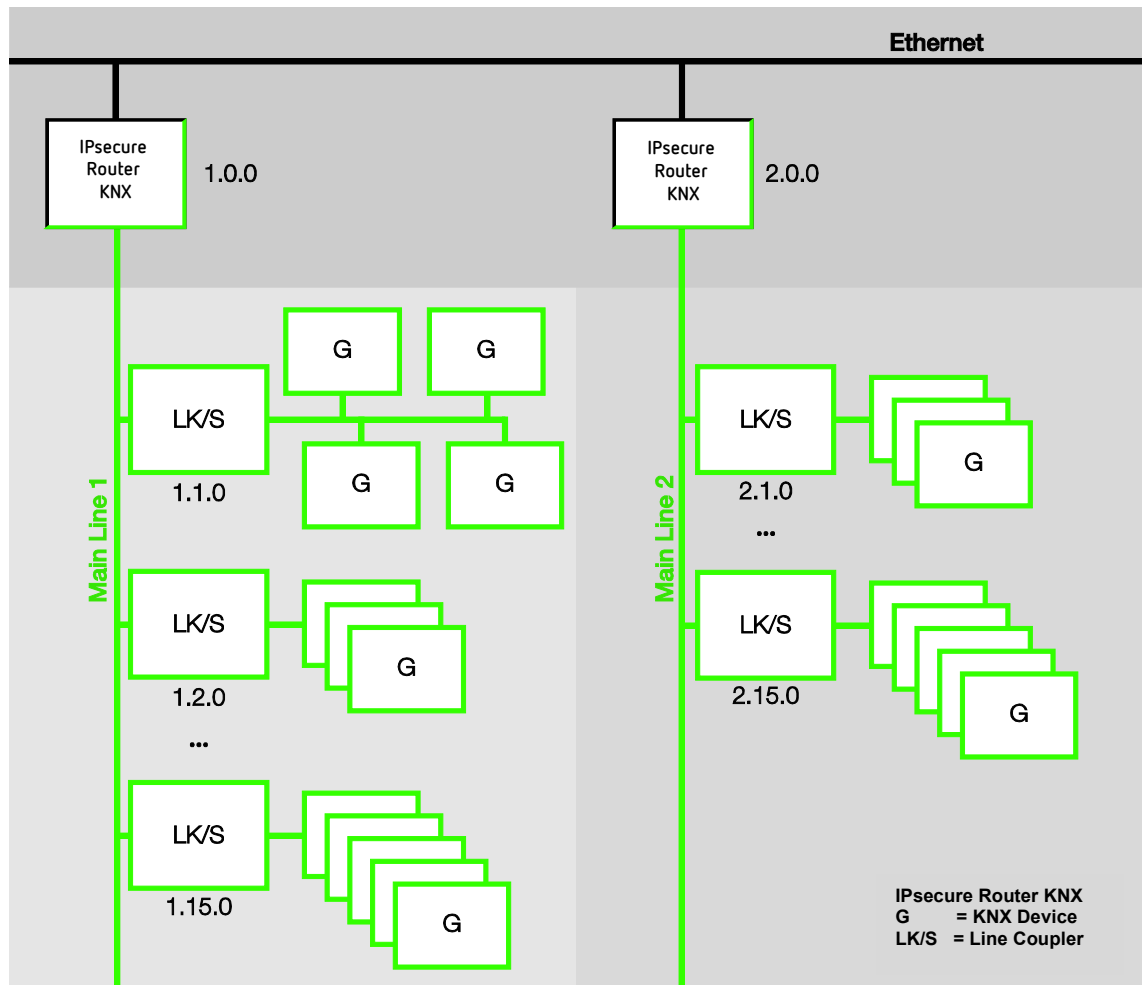 Ethernet
IPsecure
Router
KNX
1.0.0
IPsecure
Router
KNX
2.0.0
Main Line 1
G
G
LK/S
G
G
1.1.0
LK/S
G
1.2.0
...
LK/S
G
1.15.0
Main Line 2
LK/S
G
2.1.0
...
LK/S
G
2.15.0
IPsecure Router KNX
G = KNX Device
LK/S = Line Coupler